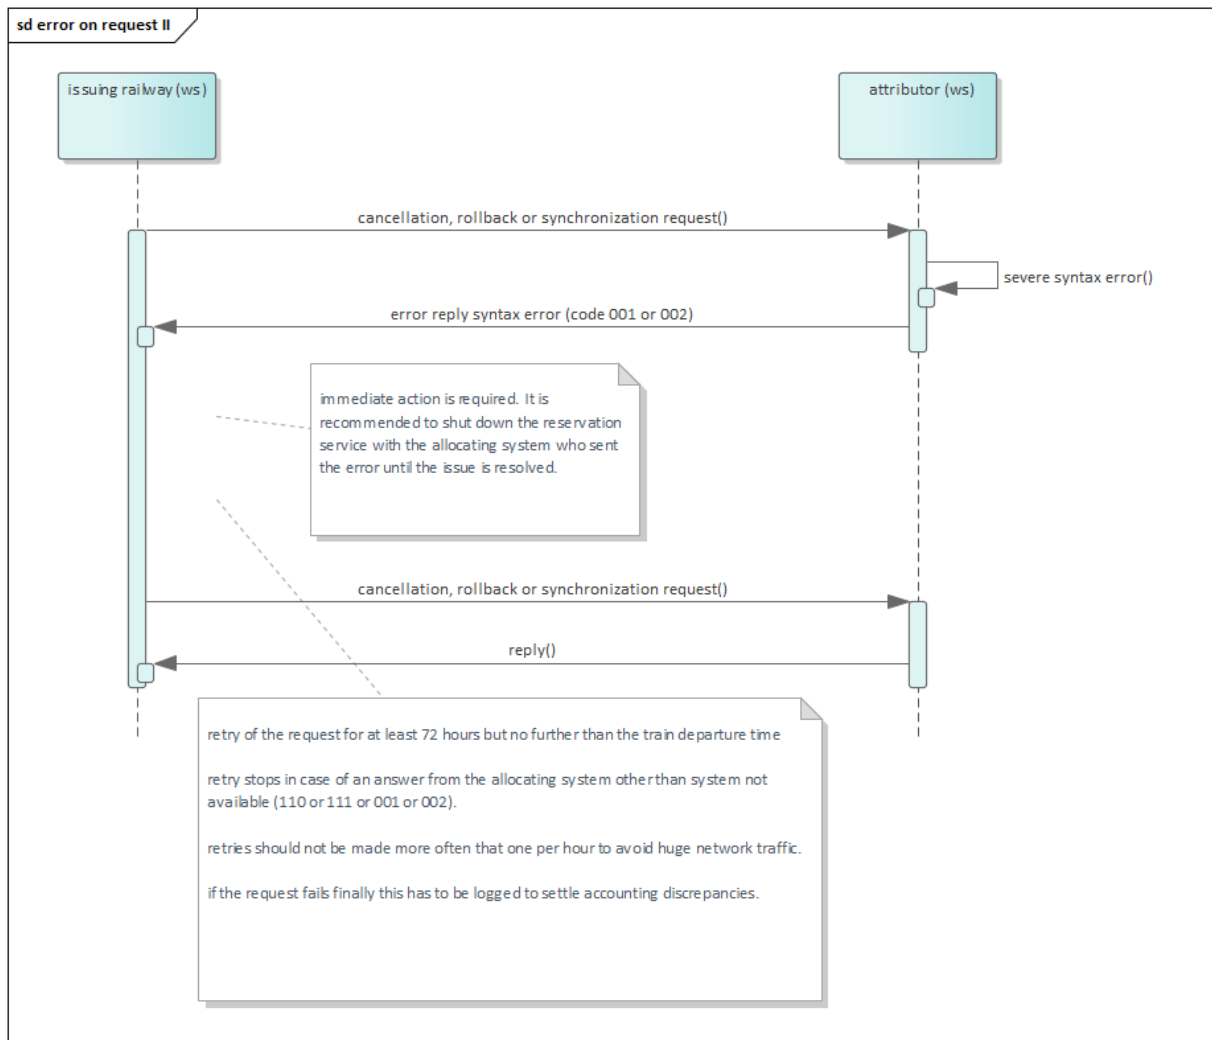 sd error on request II
issuing railway (ws)
attributor (ws)
cancellation, rollback or synchronization request()
severe syntax error()
error reply syntax error (code 001 or 002)
immediate action is required. It is
recommended to shut down the reservation
service with the allocating system who sent
the error until the issue is resolved.
cancellation, rollback or synchronization request()
reply()
retry of the request for at least 72 hours but no further than the train departure time
retry stops in case of an answer from the allocating system other than system not
available (110 or 111 or 001 or 002).
retries should not be made more often that one per hour to avoid huge network traffic.
if the request fails finally this has to be logged to settle accounting discrepancies.